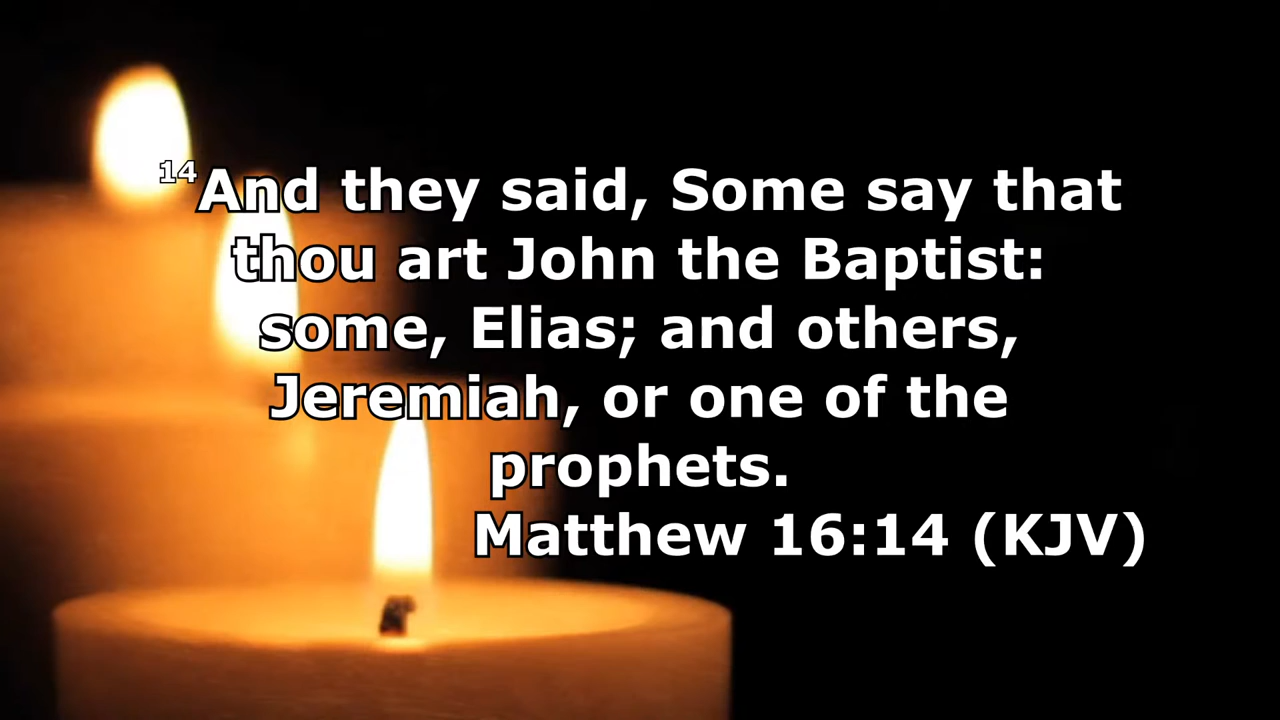 14And they said, Some say that
thou art John the Baptist:
some, Elias; and others,
Jeremiah, or one of the
prophets.
Matthew 16:14 (KJV)